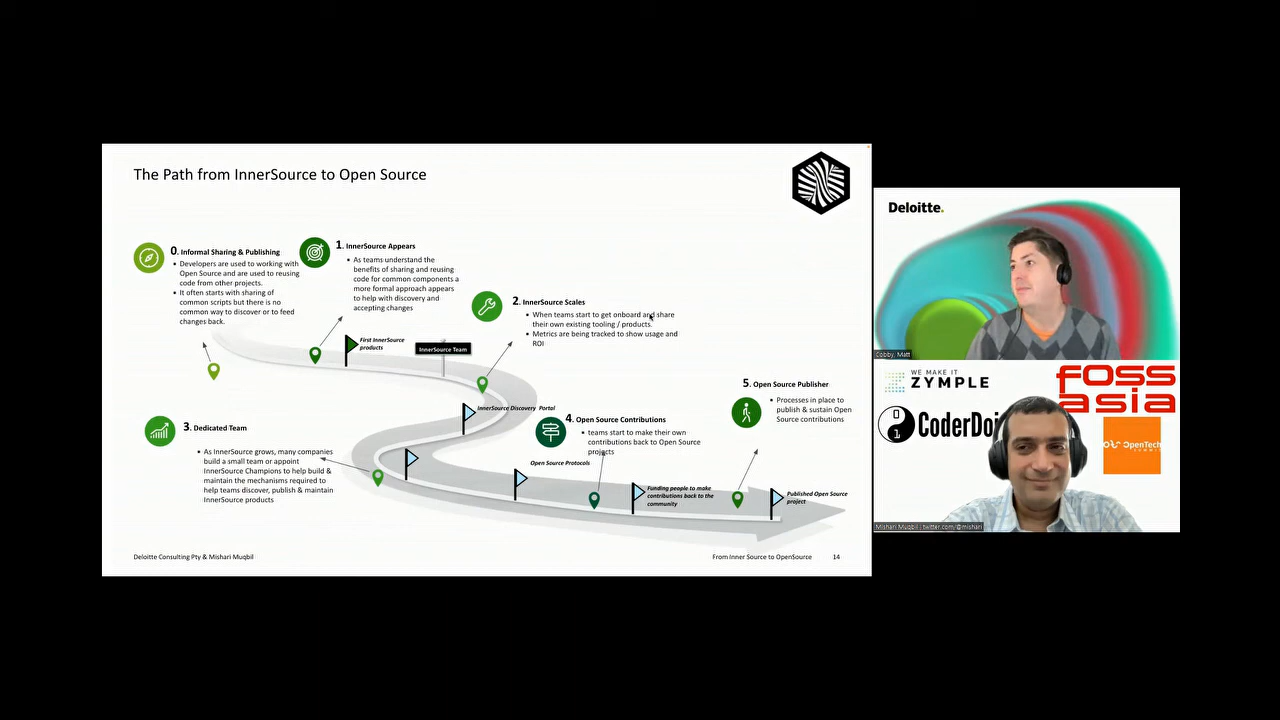 The Path from InnerSource to Open Source
0. Informal Sharing & Publishing
Developers are used to working with
Open Source and are used to reusing
code from other projects.
It often starts with sharing of
common scripts but there is no
common way to discover or to feed
changes back.
1. InnerSource Appears
As teams understand the
benefits of sharing and reusing
code for common components a
more formal approach appears
to help with discovery and
accepting changes
2. InnerSource Scales
When teams start to get onboard and share
their own existing tooling / products.
Metrics are being tracked to show usage and
ROI
First InnerSource
products
InnerSource Team
InnerSource Discovery Portal
3. Dedicated Team
As InnerSource grows, many companies
build a small team or appoint
InnerSource Champions to help build &
maintain the mechanisms required to
help teams discover, publish & maintain
InnerSource products
4. Open Source Contributions
teams start to make their own
contributions back to Open Source
projects
Open Source Protocols
5. Open Source Publisher
Processes in place to
publish & sustain Open
Source contributions
Funding people to make
contributions back to the
community
Published Open Source
project
Deloitte Consulting Pty & Mishari Muqbil
From Inner Source to OpenSource
14
Deloitte.
Cobby, Matt
WE MAKE IT
ZYMPLE
FOSS
ASIA
CoderDoj
OpenTech
SUMMIT
Mishari Muqbil | twitter.com/@mishari